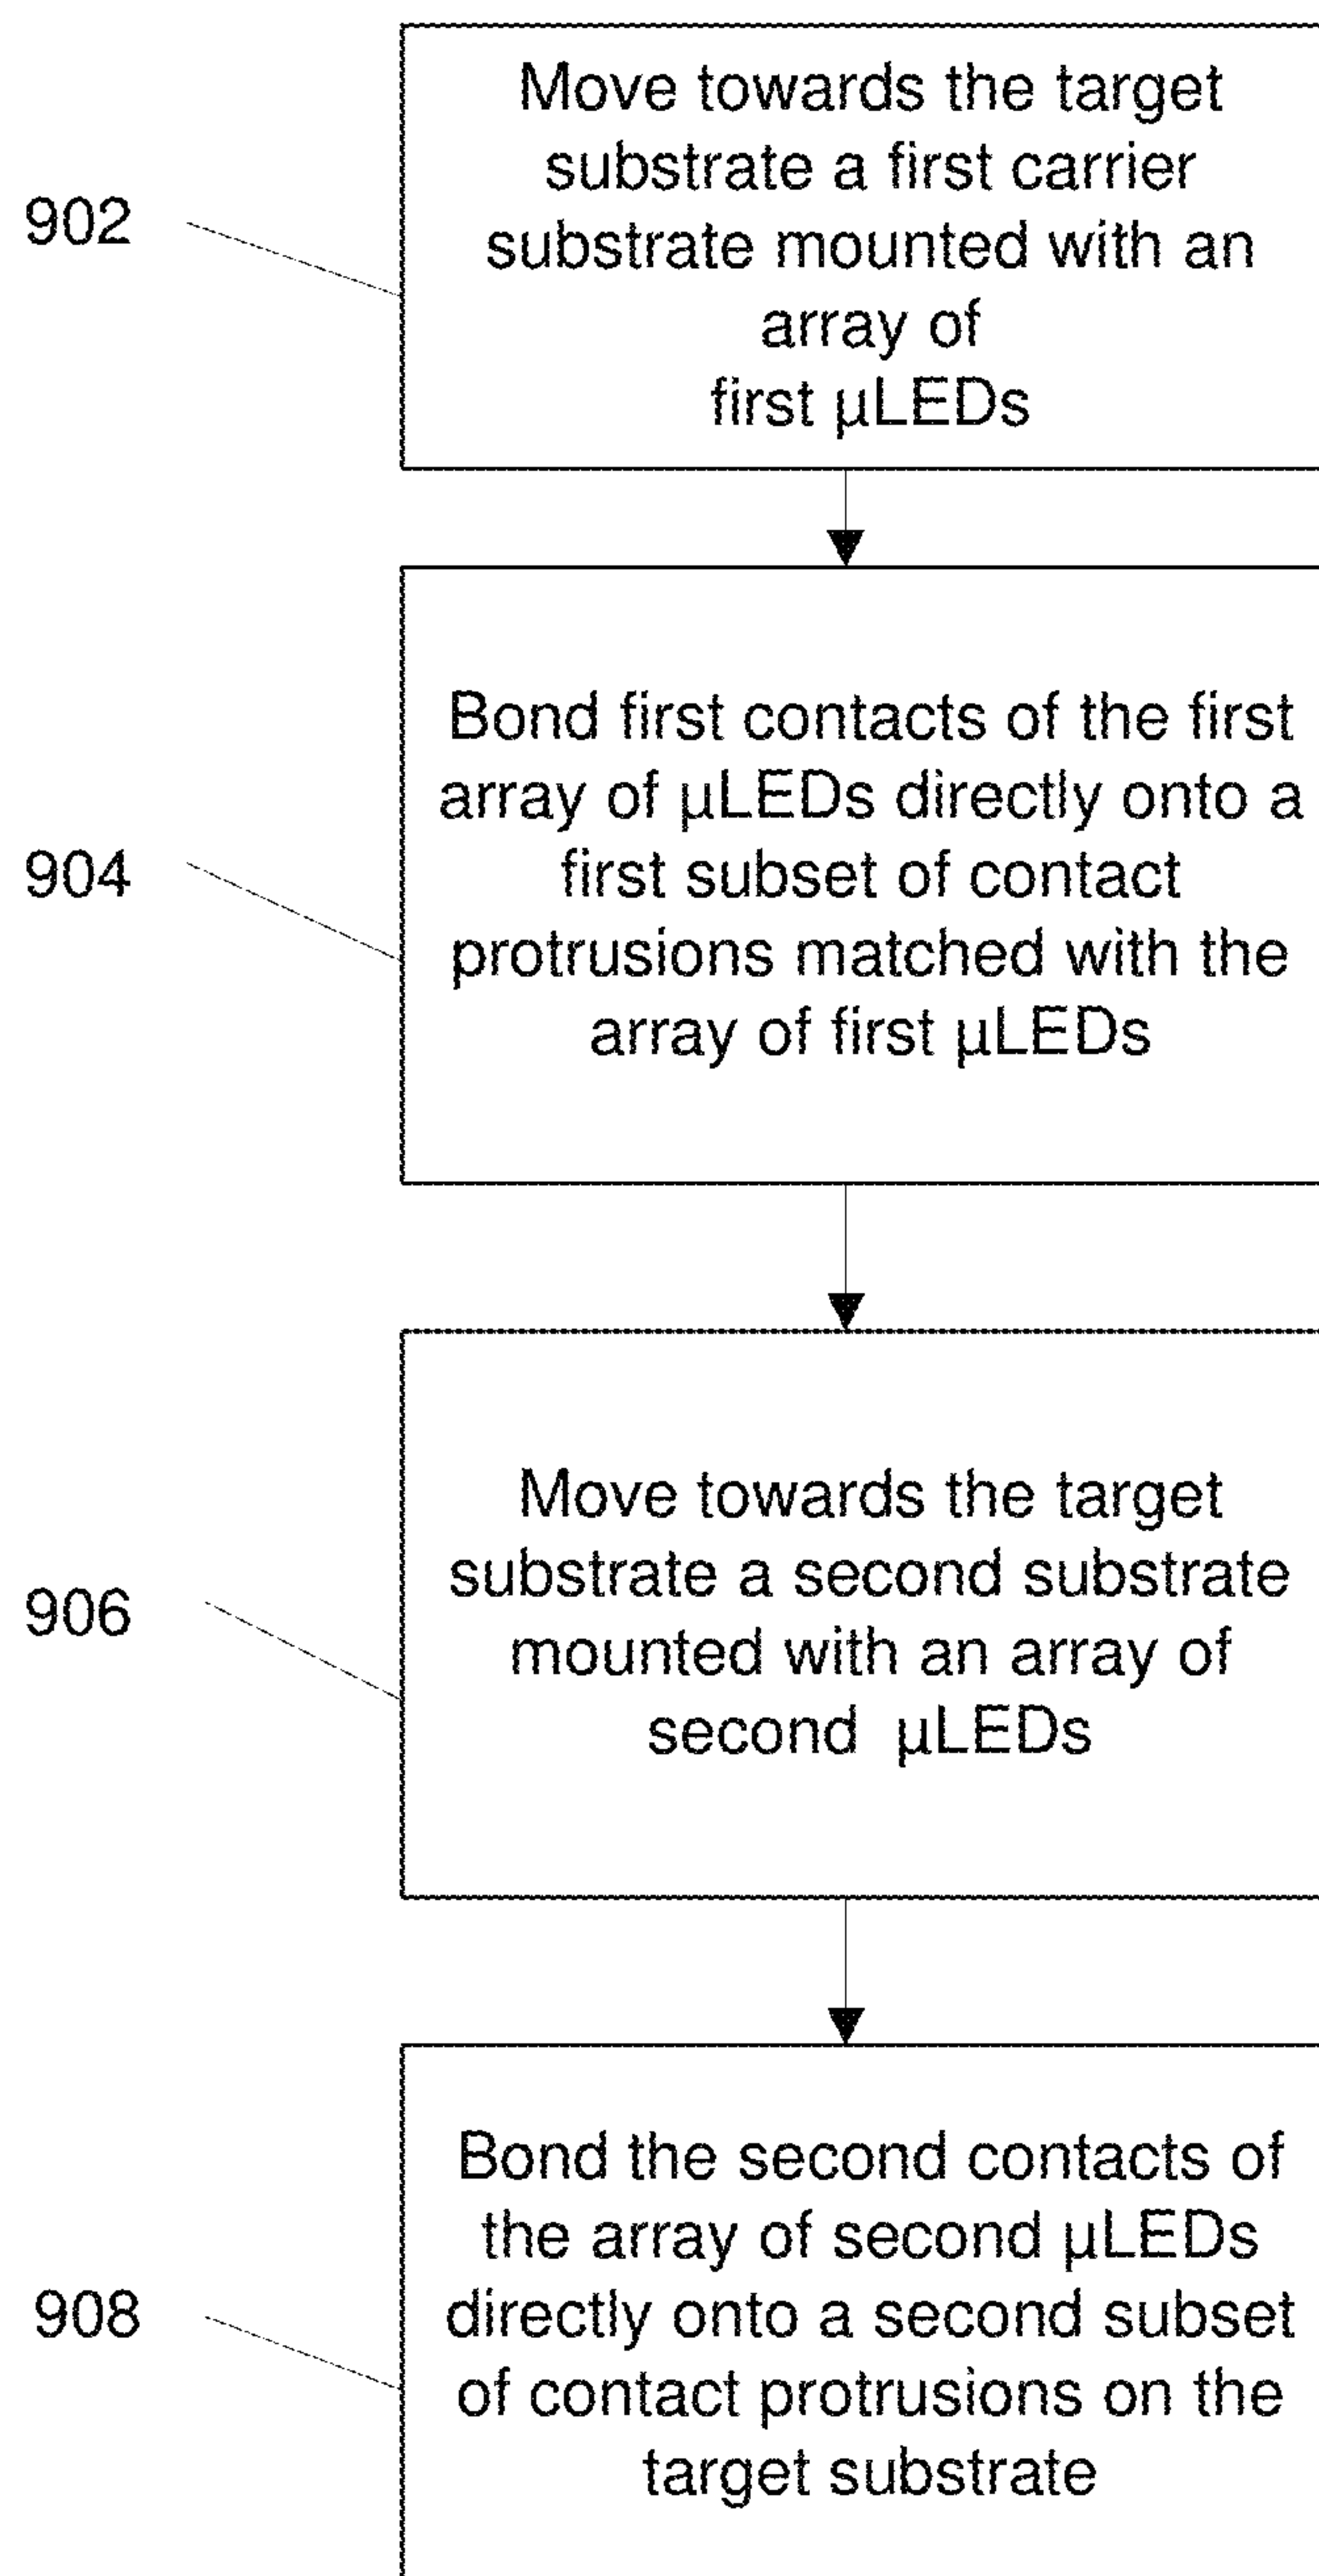 902
Move towards the target
substrate a first carrier
substrate mounted with an
array of
first µLEDs
904
Bond first contacts of the first
array of µLEDs directly onto a
first subset of contact
protrusions matched with the
array of first µLEDs
906
Move towards the target
substrate a second substrate
mounted with an array of
second  µLEDs
908
Bond the second contacts of
the array of second µLEDs
directly onto a second subset
of contact protrusions on the
target substrate